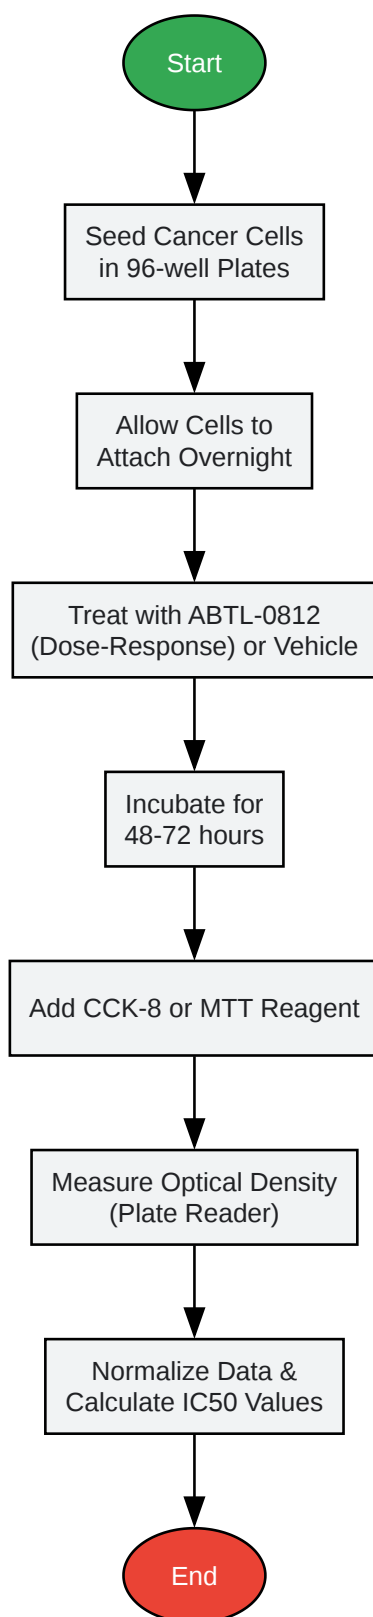 Start
Seed Cancer Cells
in 96-well Plates
Allow Cells to
Attach Overnight
Treat with ABTL-0812
(Dose-Response) or Vehicle
Incubate for
48-72 hours
Add CCK-8 or MTT Reagent
Measure Optical Density
(Plate Reader)
Normalize Data &
Calculate IC50 Values
End